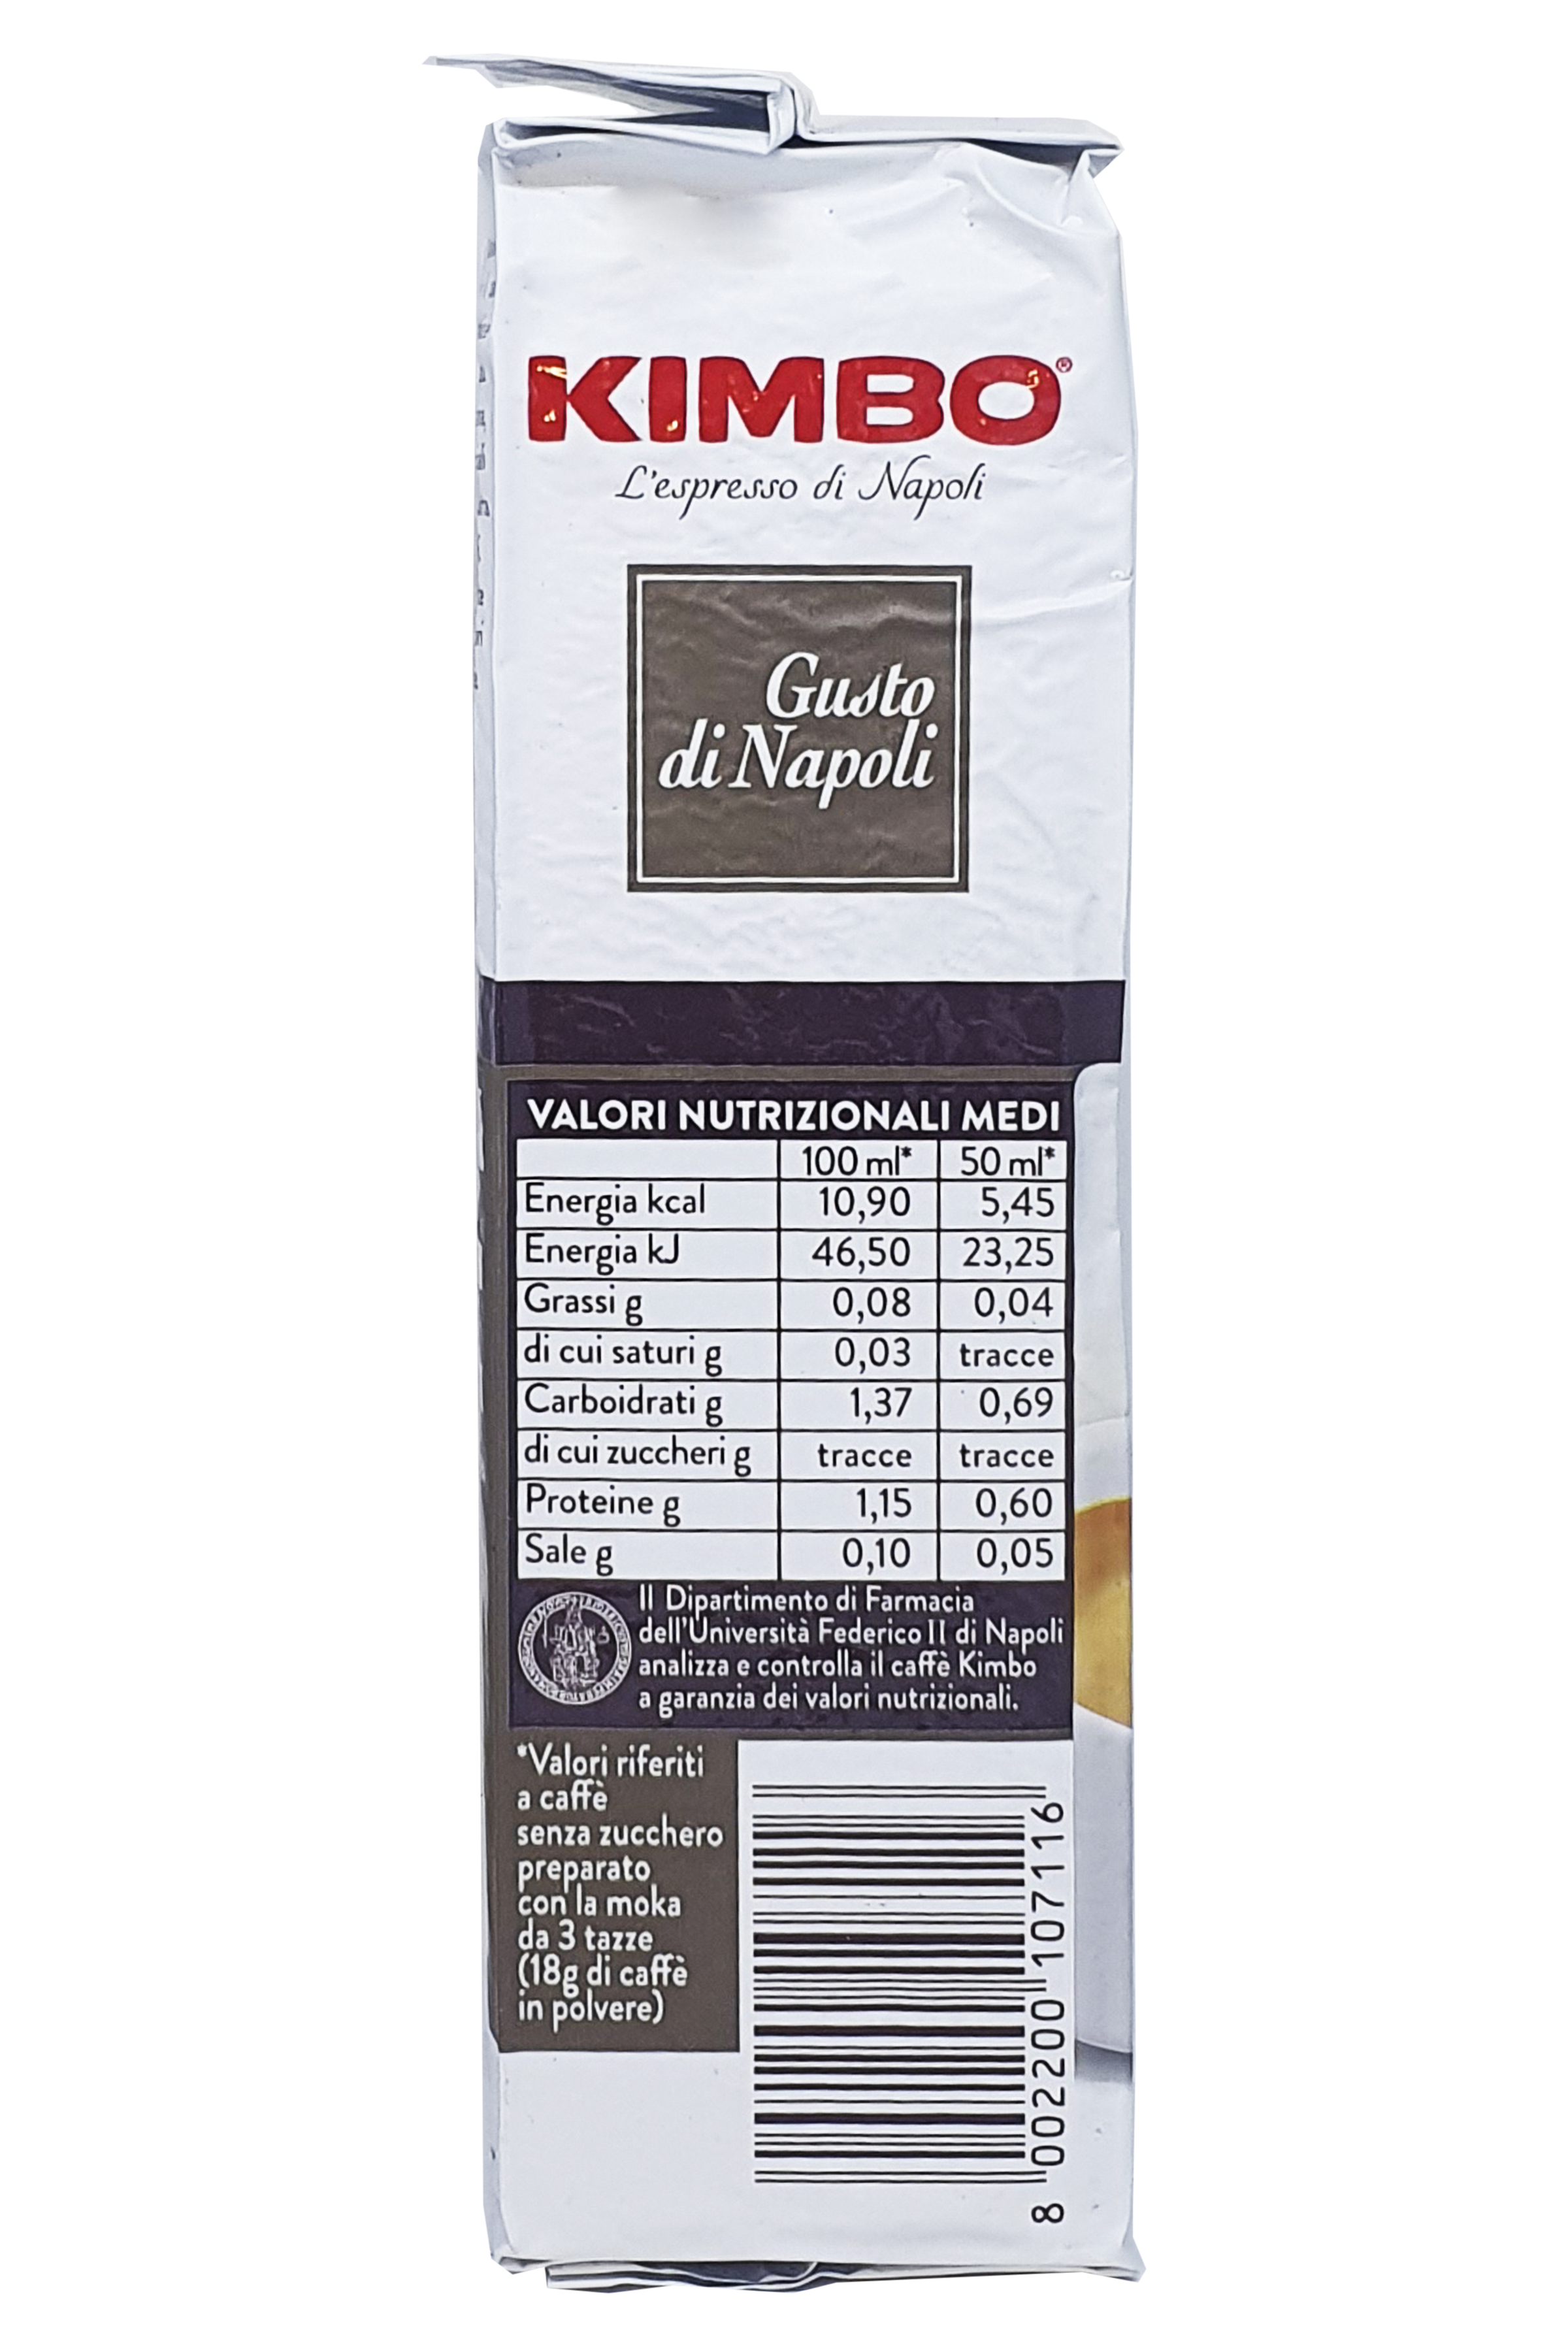 KIMBO®
L'espresso di Napoli
Gusto
di Napoli
VALORI NUTRIZIONALI MEDI
100 ml* 50 ml*
Energia kcal 10,90 5,45
Energia kJ 46,50 23,25
Grassi g 0,08 0,04
di cui saturi g 0,03 tracce
Carboidrati g 1,37 0,69
di cui zuccheri g tracce tracce
Proteine g 1,15 0,60
Sale g 0,10 0,05
Il Dipartimento di Farmacia
dell'Università Federico II di Napoli
analizza e controlla il caffè Kimbo
a garanzia dei valori nutrizionali.
*Valori riferiti
a caffè
senza zucchero
preparato
con la moka
da 3 tazze
(18g di caffè
in polvere)
8 002200 107116